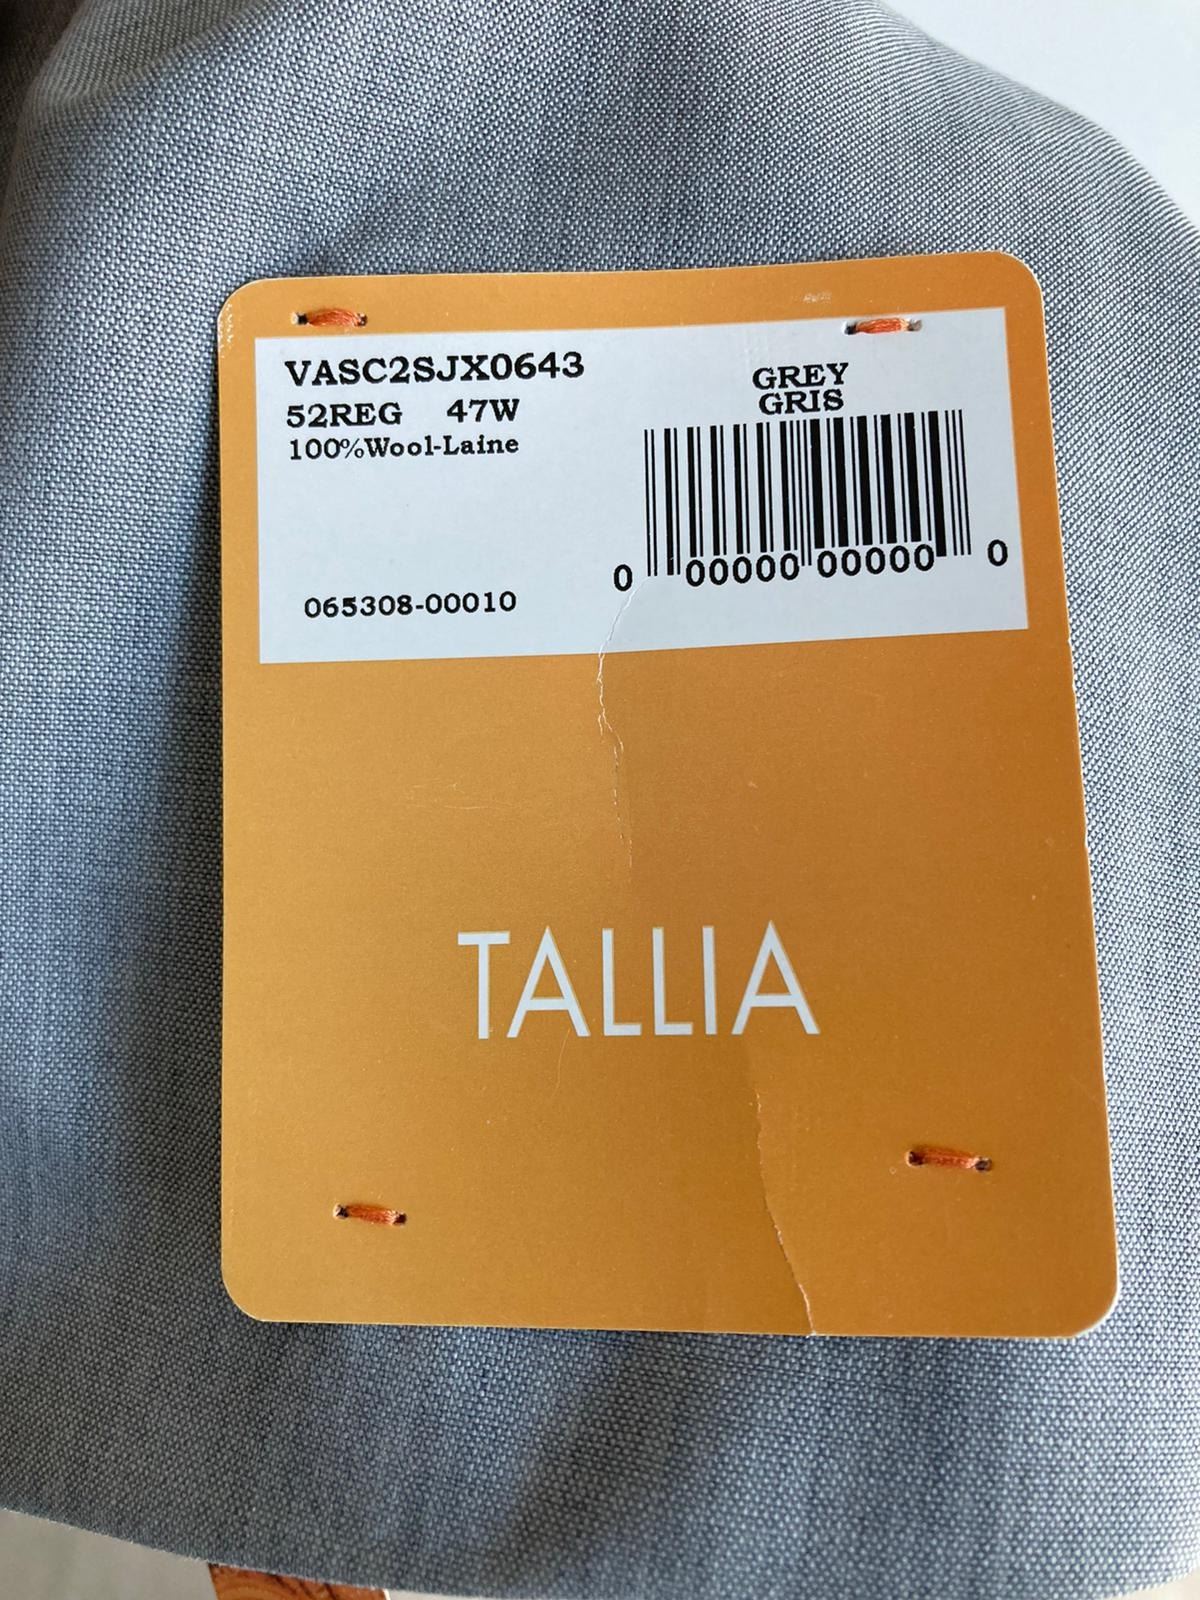 VASC2SJX0643
52REG 47W
100%Wool-Laine
GREY
GRIS
0 00000 00000 0
065308-00010
TALLIA